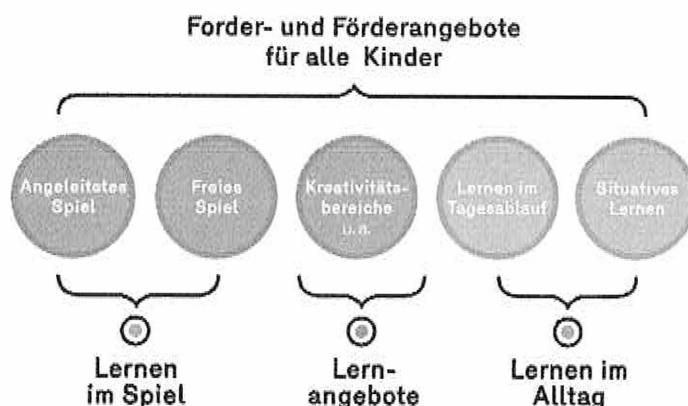 Forder- und Förderangebote
für alle Kinder
Angeleitetes
Spiel
Freies
Spiel
Kreativitäts-
bereiche
u.a.
Lernen im
Tagesablauf
Situatives
Lernen
Lernen
im Spiel
Lern-
angebote
Lernen im
Alltag